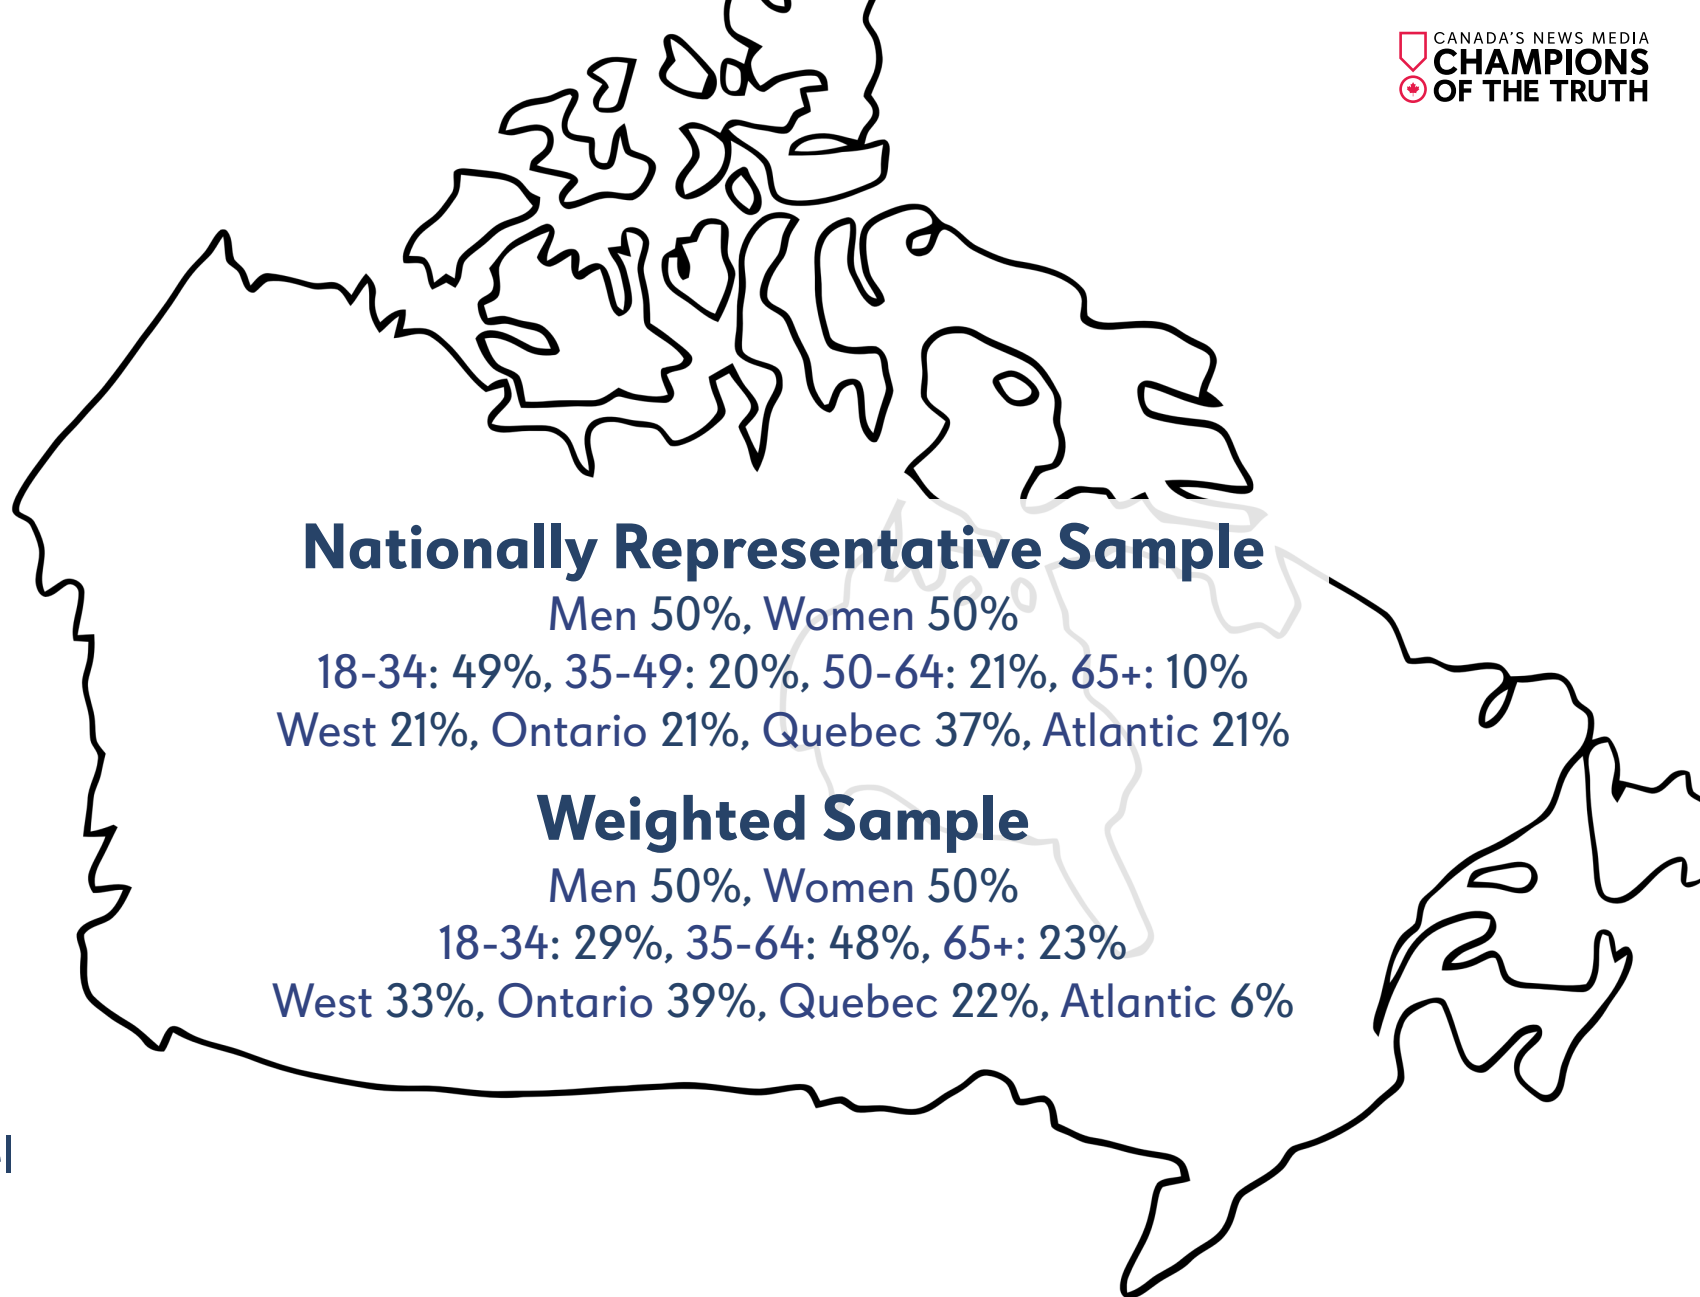 CANADA'S NEWS MEDIA
CHAMPIONS
OF THE TRUTH
Nationally Representative Sample
Men 50%, Women 50%
18-34: 49%, 35-49: 20%, 50-64: 21%, 65+: 10%
West 21%, Ontario 21%, Quebec 37%, Atlantic 21%
Weighted Sample
Men 50%, Women 50%
18-34: 29%, 35-64: 48%, 65+: 23%
West 33%, Ontario 39%, Quebec 22%, Atlantic 6%